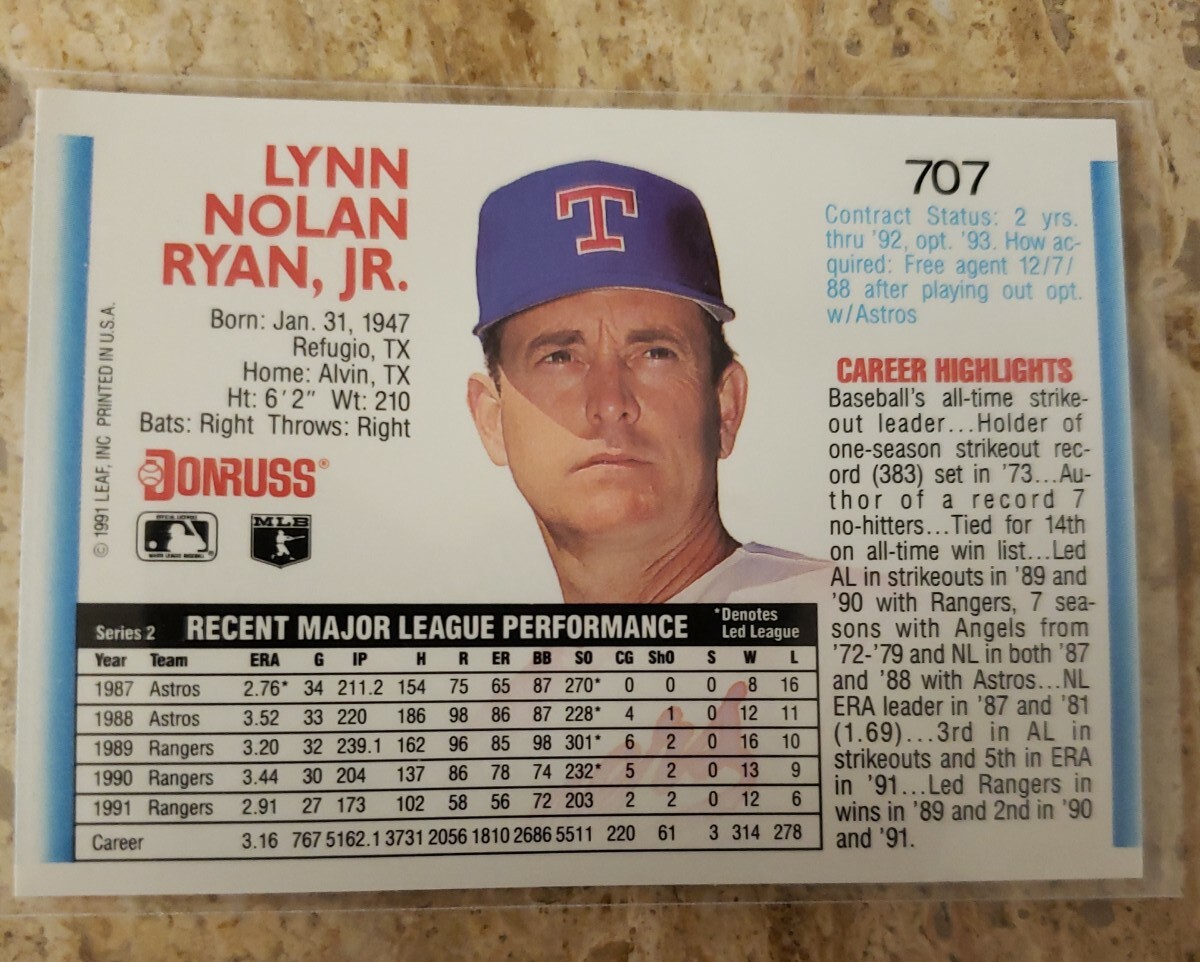 LYNN
NOLAN
RYAN, JR.
Born: Jan. 31, 1947
Refugio, TX
Home: Alvin, TX
Ht: 6'2" Wt: 210
Bats: Right Throws: Right
DONRUSS®
MLB
© 1991 LEAF, INC PRINTED IN U.S.A.
T
707
Contract Status: 2 yrs.
thru '92, opt. '93. How ac-
quired: Free agent 12/7/
88 after playing out opt.
w/Astros
CAREER HIGHLIGHTS
Baseball's all-time strike-
out leader...Holder of
one-season strikeout rec-
ord (383) set in '73...Au-
thor of a record 7
no-hitters...Tied for 14th
on all-time win list...Led
AL in strikeouts in '89 and
'90 with Rangers, 7 sea-
sons with Angels from
'72-'79 and NL in both '87
and '88 with Astros...NL
ERA leader in '87 and '81
(1.69)...3rd in AL in
strikeouts and 5th in ERA
in '91...Led Rangers in
wins in '89 and 2nd in '90
and '91.
Series 2 RECENT MAJOR LEAGUE PERFORMANCE *Denotes
Led League
Year Team ERA G IP H R ER BB SO CG ShO S W L
1987 Astros 2.76* 34 211.2 154 75 65 87 270* 0 0 0 8 16
1988 Astros 3.52 33 220 186 98 86 87 228* 4 1 0 12 11
1989 Rangers 3.20 32 239.1 162 96 85 98 301* 6 2 0 16 10
1990 Rangers 3.44 30 204 137 86 78 74 232* 5 2 0 13 9
1991 Rangers 2.91 27 173 102 58 56 72 203 2 2 0 12 6
Career 3.16 767 5162.1 3731 2056 1810 2686 5511 220 61 3 314 278